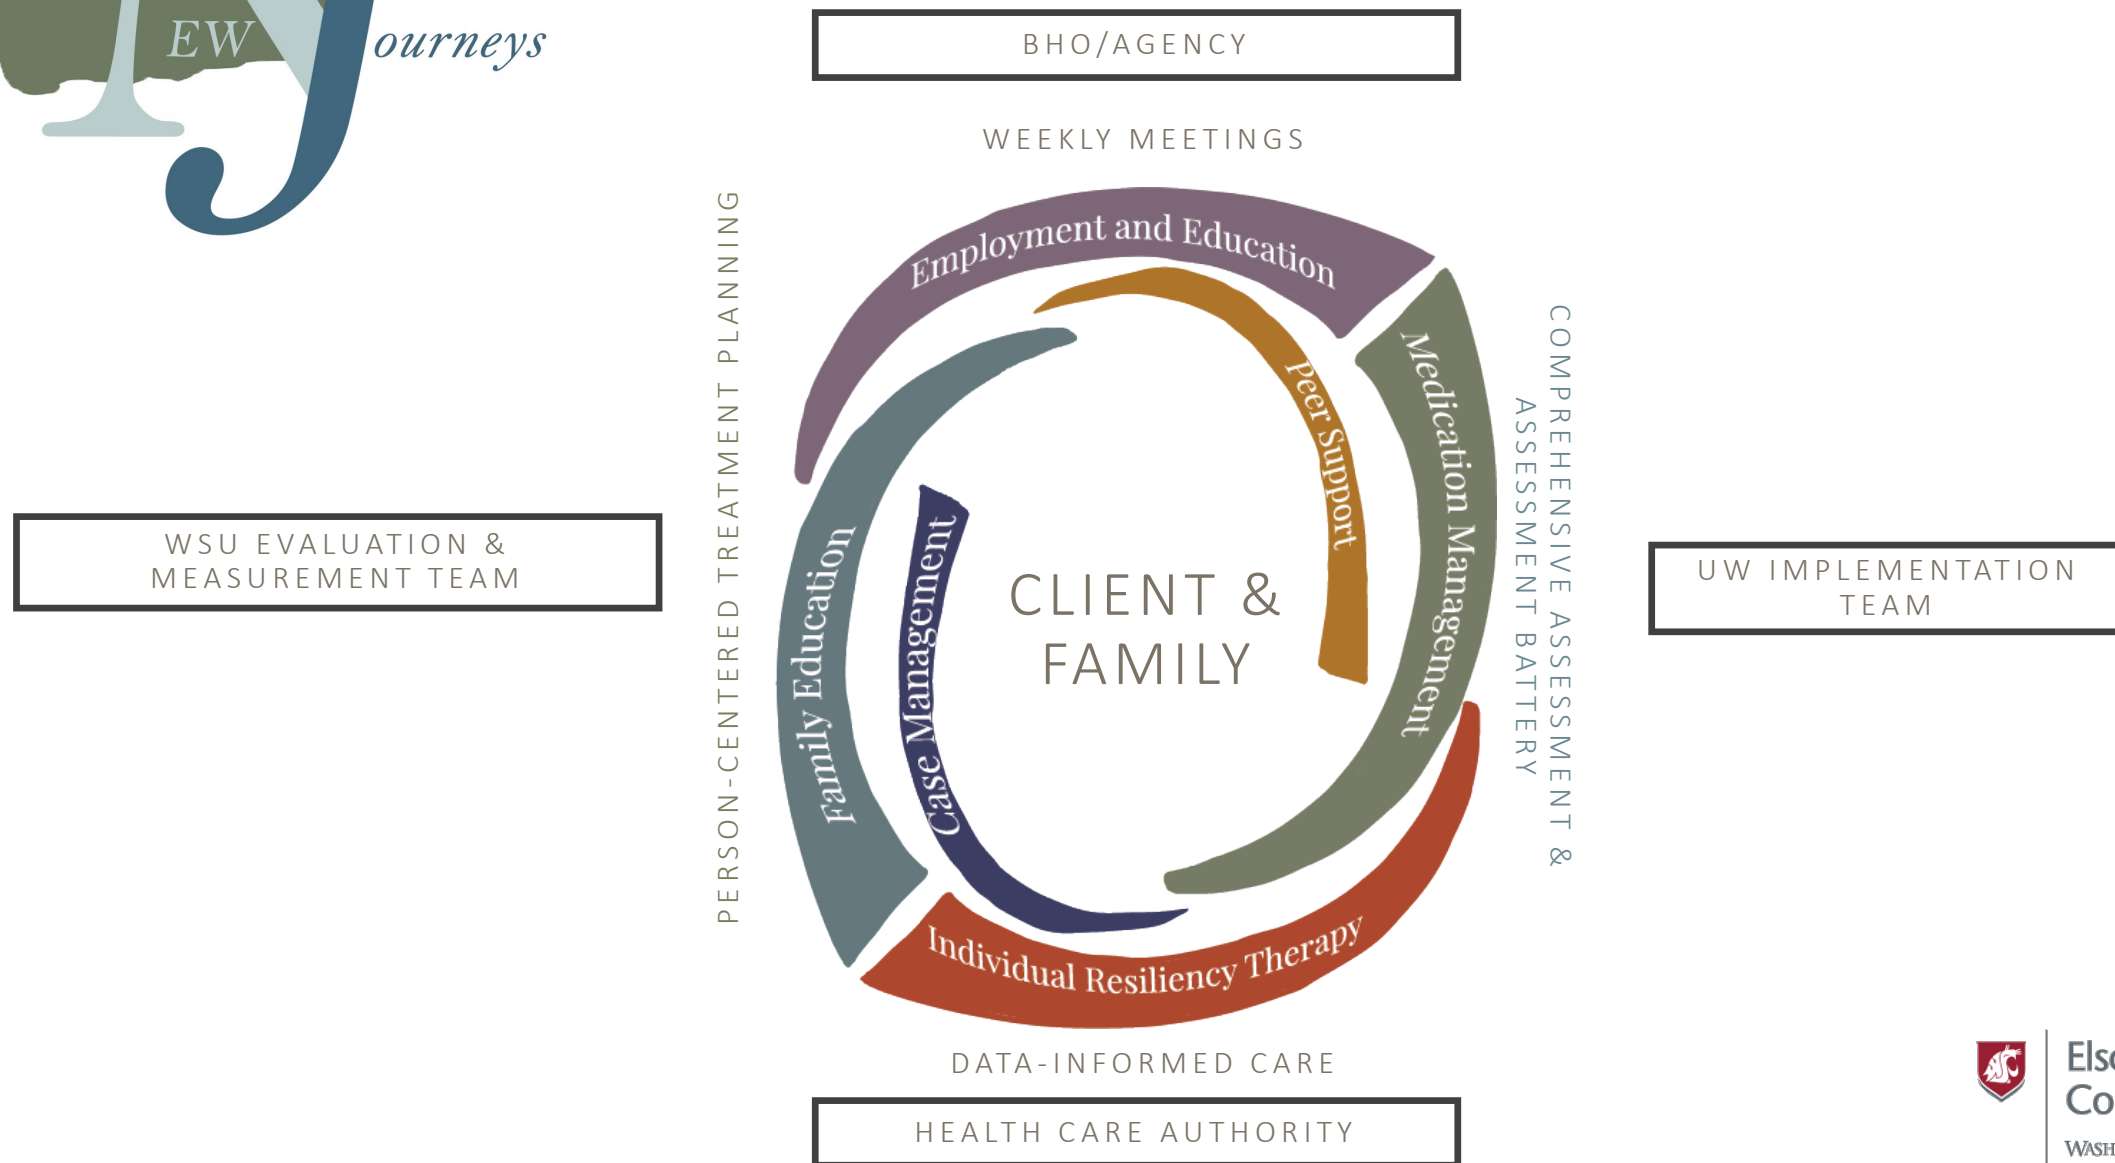 EW
ourneys
BHO/AGENCY
WEEKLY MEETINGS
PERSON-CENTERED TREATMENT PLANNING
Employment and Education
Peer Support
Medication Management
COMPREHENSIVE ASSESSMENT &
ASSESSMENT BATTERY
WSU EVALUATION &
MEASUREMENT TEAM
Family Education
Case Management
CLIENT &
FAMILY
UW IMPLEMENTATION
TEAM
Individual Resiliency Therapy
DATA-INFORMED CARE
HEALTH CARE AUTHORITY